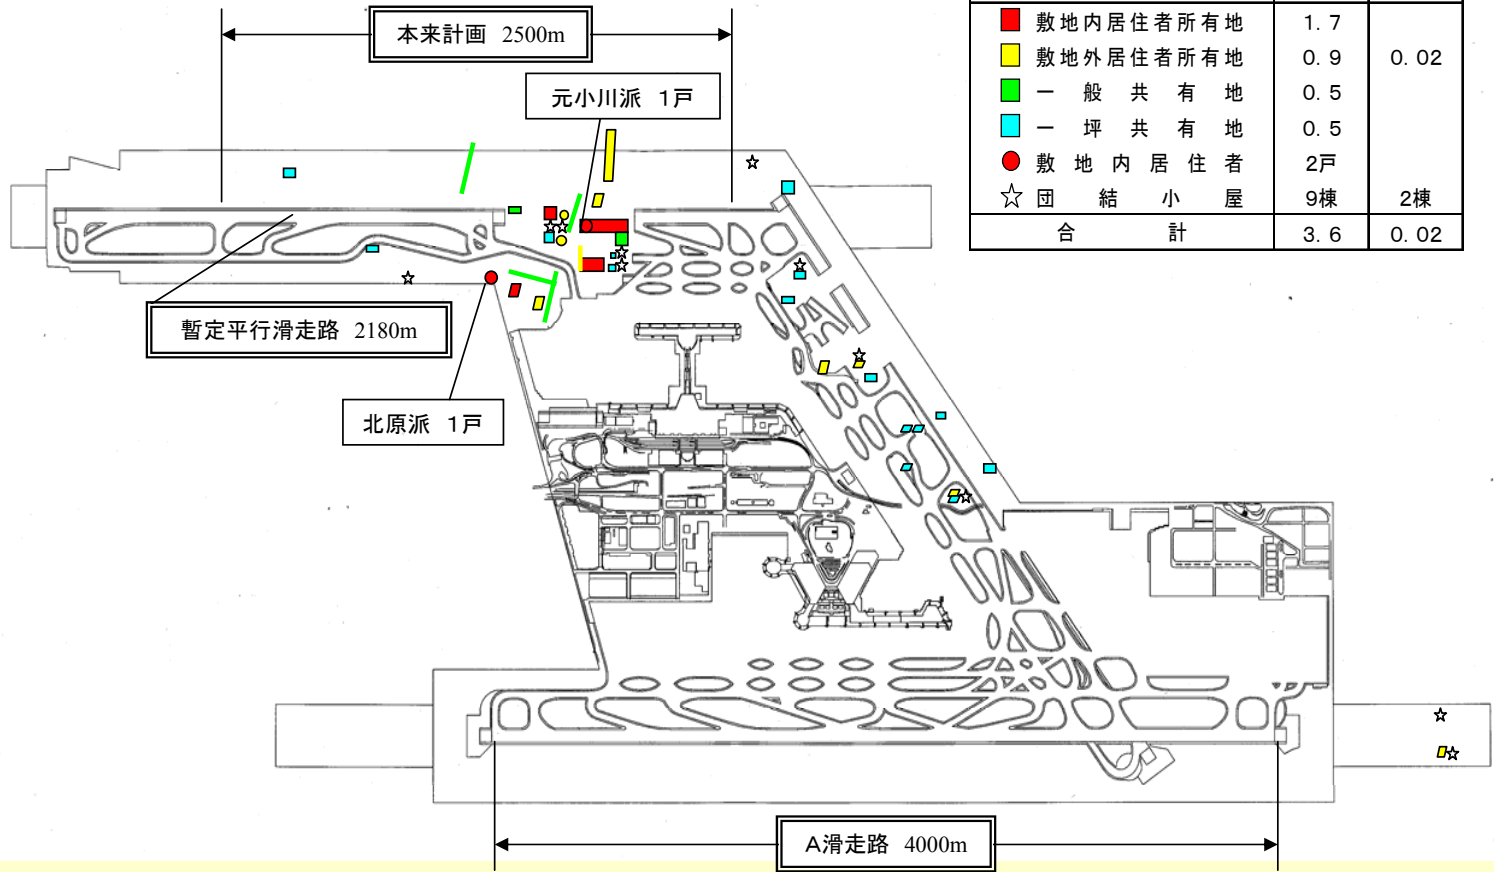 本来計画 2500m
元小川派 1戸
敷地内居住者所有地 1.7
敷地外居住者所有地 0.9 0.02
一般共有地 0.5
一坪共有地 0.5
敷地内居住者 2戸
団結小屋 9棟 2棟
合計 3.6 0.02
暫定平行滑走路 2180m
北原派 1戸
A滑走路 4000m